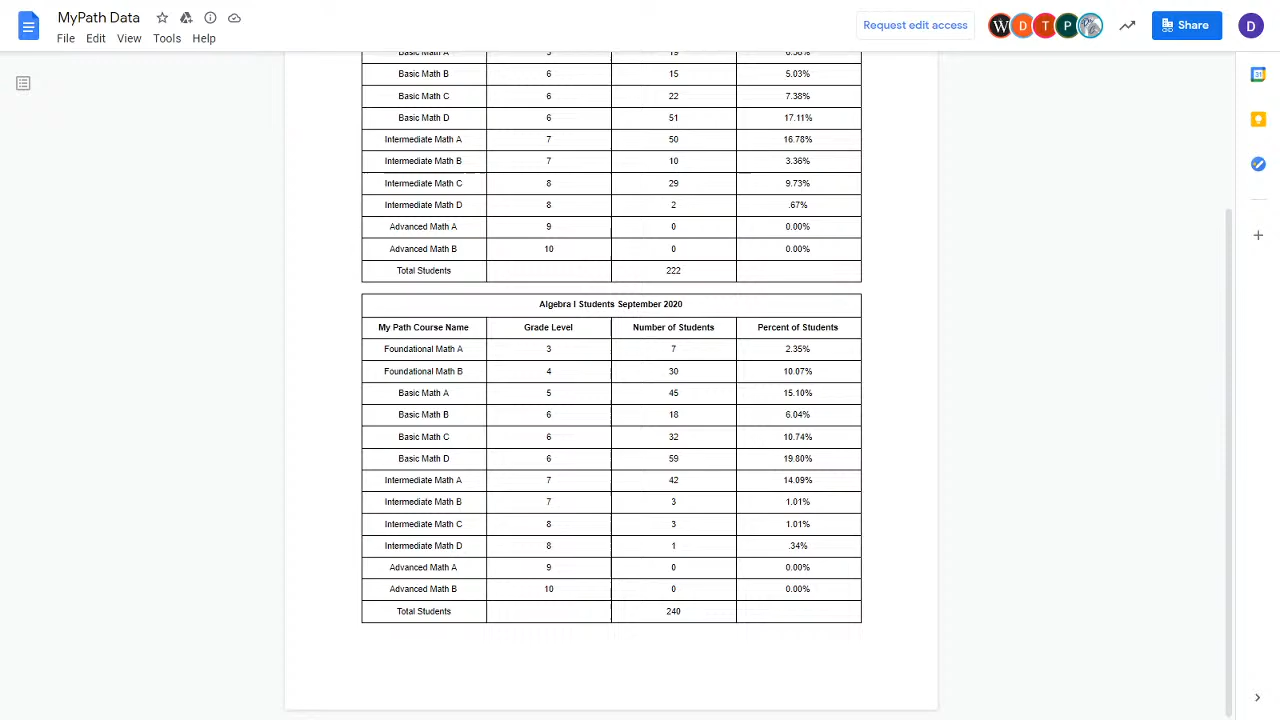 MyPath Data
File Edit View Tools Help
Request edit access
W D T P
Share
D
31
Basic Math A 5 19 6.38%
Basic Math B 6 15 5.03%
Basic Math C 6 22 7.38%
Basic Math D 6 51 17.11%
Intermediate Math A 7 50 16.78%
Intermediate Math B 7 10 3.36%
Intermediate Math C 8 29 9.73%
Intermediate Math D 8 2 .67%
Advanced Math A 9 0 0.00%
Advanced Math B 10 0 0.00%
Total Students 222
Algebra I Students September 2020
My Path Course Name Grade Level Number of Students Percent of Students
Foundational Math A 3 7 2.35%
Foundational Math B 4 30 10.07%
Basic Math A 5 45 15.10%
Basic Math B 6 18 6.04%
Basic Math C 6 32 10.74%
Basic Math D 6 59 19.80%
Intermediate Math A 7 42 14.09%
Intermediate Math B 7 3 1.01%
Intermediate Math C 8 3 1.01%
Intermediate Math D 8 1 .34%
Advanced Math A 9 0 0.00%
Advanced Math B 10 0 0.00%
Total Students 240